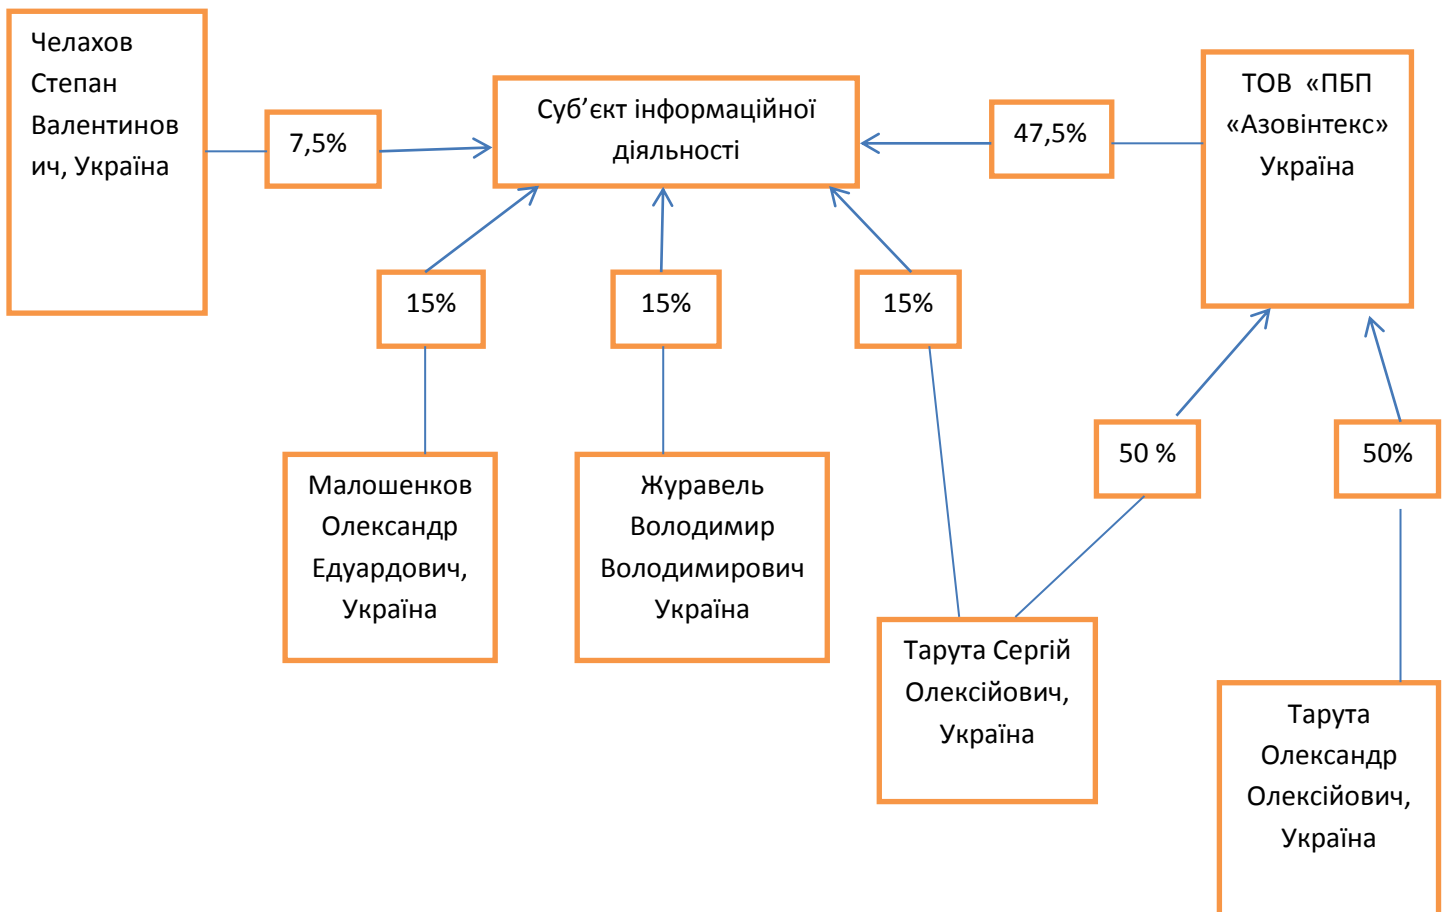 Челахов
Степан
Валентинов
ич, Україна
7,5%
Суб’єкт інформаційної
діяльності
47,5%
ТОВ «ПБП
«Азовінтекс»
Україна
15%
15%
15%
50 %
50%
Малошенков
Олександр
Едуардович,
Україна
Журавель
Володимир
Володимирович
Україна
Тарута Сергій
Олексійович,
Україна
Тарута
Олександр
Олексійович,
Україна